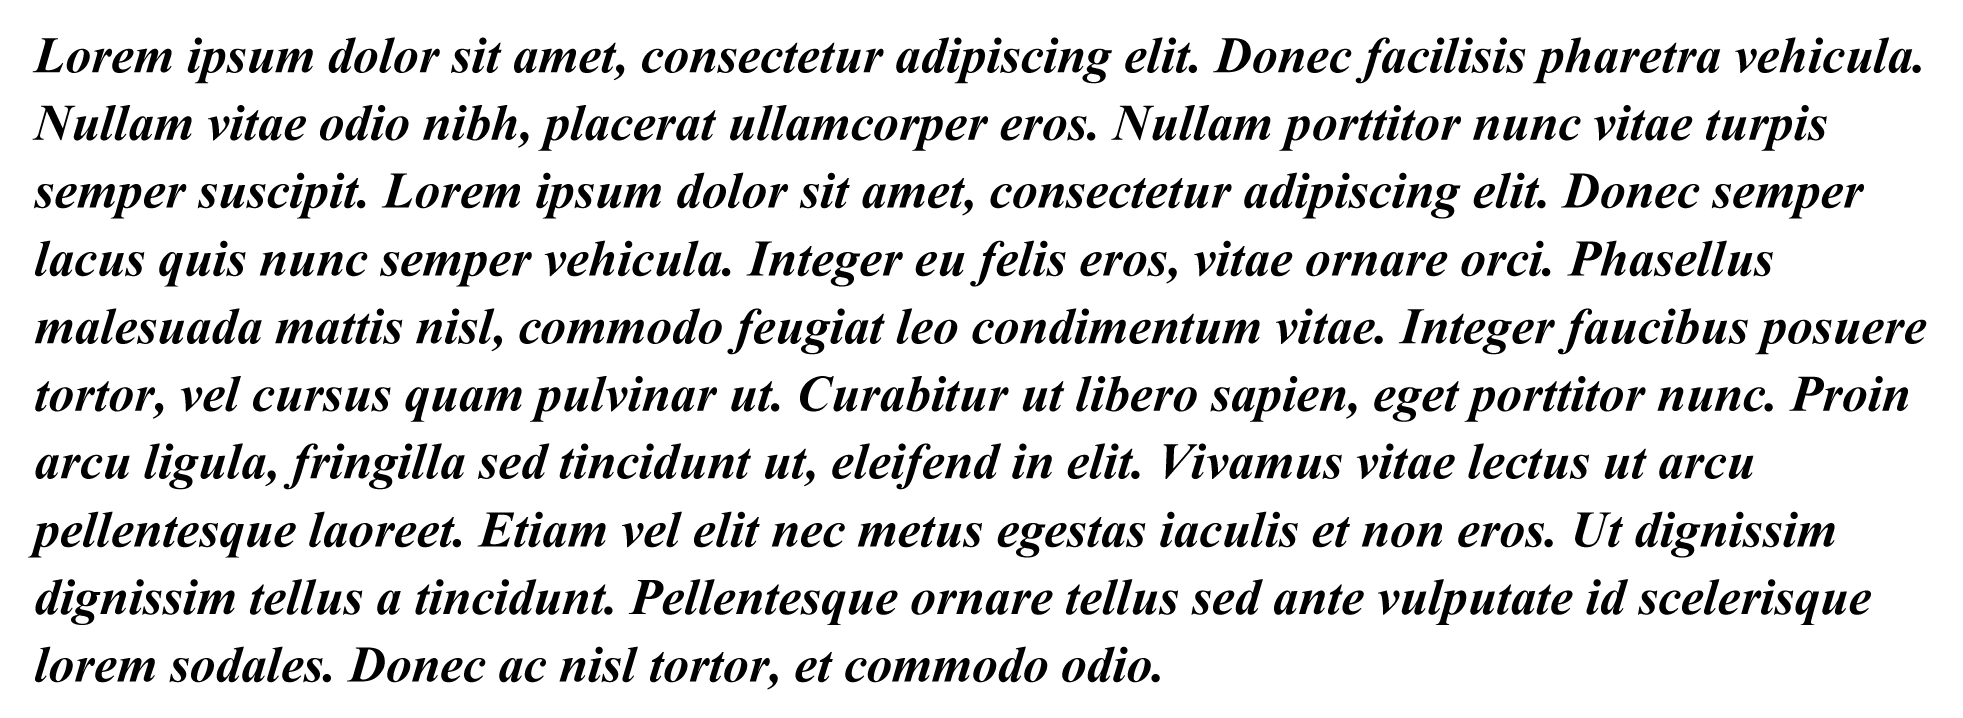 Lorem ipsum dolor sit amet, consectetur adipiscing elit. Donec facilisis pharetra vehicula.
Nullam vitae odio nibh, placerat ullamcorper eros. Nullam porttitor nunc vitae turpis
semper suscipit. Lorem ipsum dolor sit amet, consectetur adipiscing elit. Donec semper
lacus quis nunc semper vehicula. Integer eu felis eros, vitae ornare orci. Phasellus
malesuada mattis nisl, commodo feugiat leo condimentum vitae. Integer faucibus posuere
tortor, vel cursus quam pulvinar ut. Curabitur ut libero sapien, eget porttitor nunc. Proin
arcu ligula, fringilla sed tincidunt ut, eleifend in elit. Vivamus vitae lectus ut arcu
pellentesque laoreet. Etiam vel elit nec metus egestas iaculis et non eros. Ut dignissim
dignissim tellus a tincidunt. Pellentesque ornare tellus sed ante vulputate id scelerisque
lorem sodales. Donec ac nisl tortor, et commodo odio.